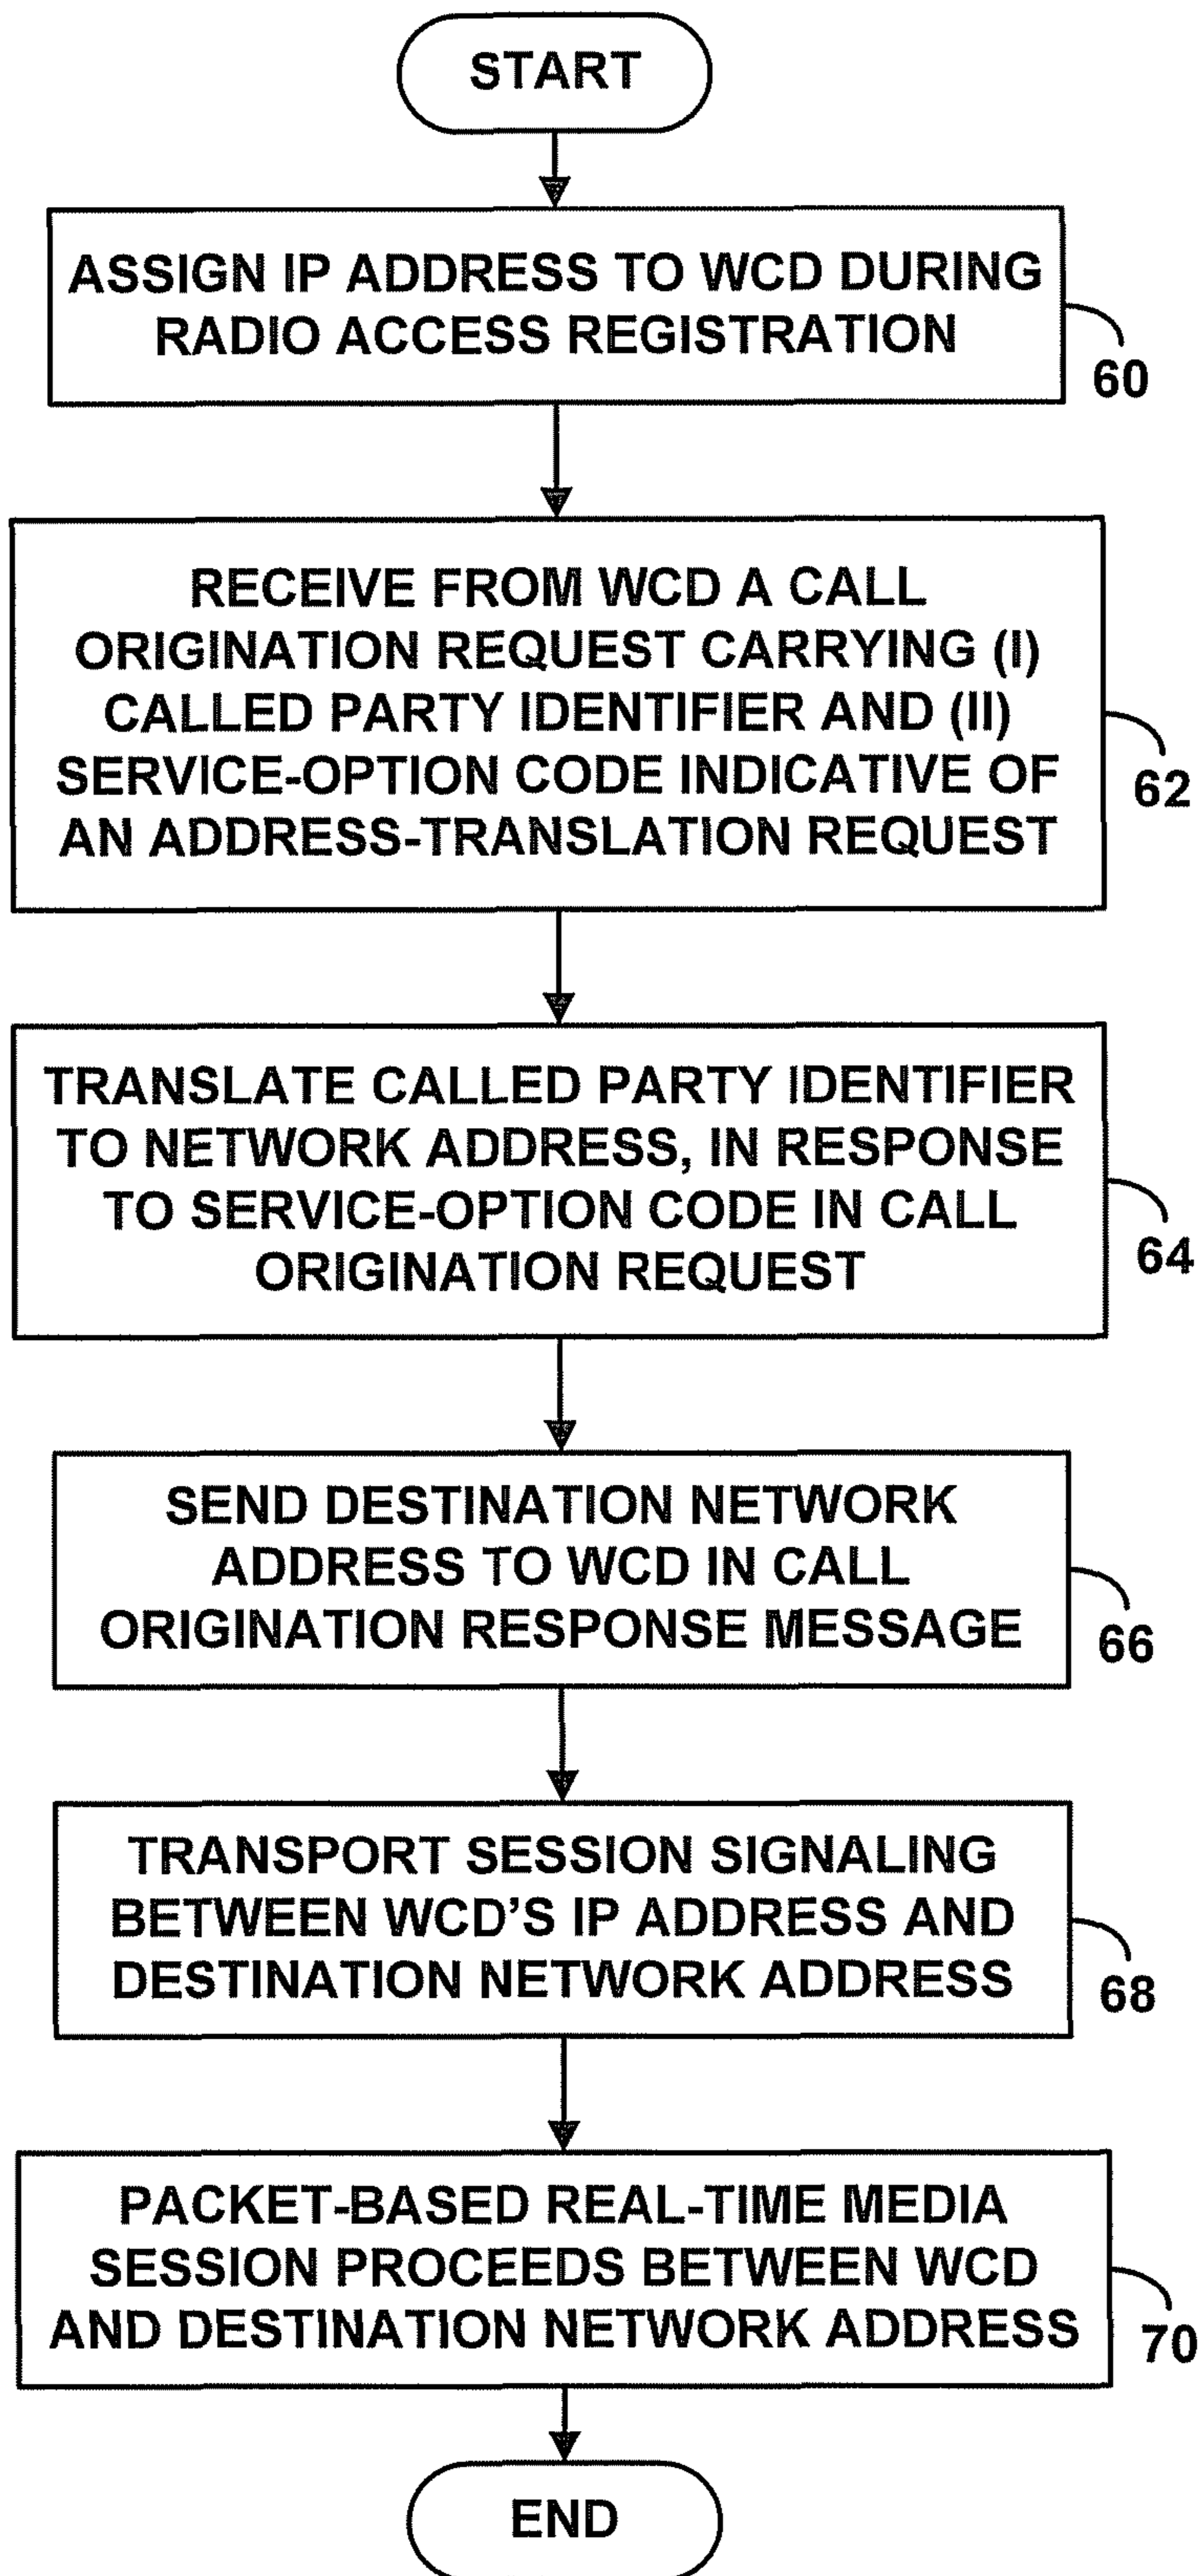 START
ASSIGN IP ADDRESS TO WCD DURING
RADIO ACCESS REGISTRATION
60
RECEIVE FROM WCD A CALL
ORIGINATION REQUEST CARRYING (I)
CALLED PARTY IDENTIFIER AND (II)
SERVICE-OPTION CODE INDICATIVE OF
AN ADDRESS-TRANSLATION REQUEST
62
TRANSLATE CALLED PARTY IDENTIFIER
TO NETWORK ADDRESS, IN RESPONSE
TO SERVICE-OPTION CODE IN CALL
ORIGINATION REQUEST
64
SEND DESTINATION NETWORK
ADDRESS TO WCD IN CALL
ORIGINATION RESPONSE MESSAGE
66
TRANSPORT SESSION SIGNALING
BETWEEN WCD'S IP ADDRESS AND
DESTINATION NETWORK ADDRESS
68
PACKET-BASED REAL-TIME MEDIA
SESSION PROCEEDS BETWEEN WCD
AND DESTINATION NETWORK ADDRESS
70
END